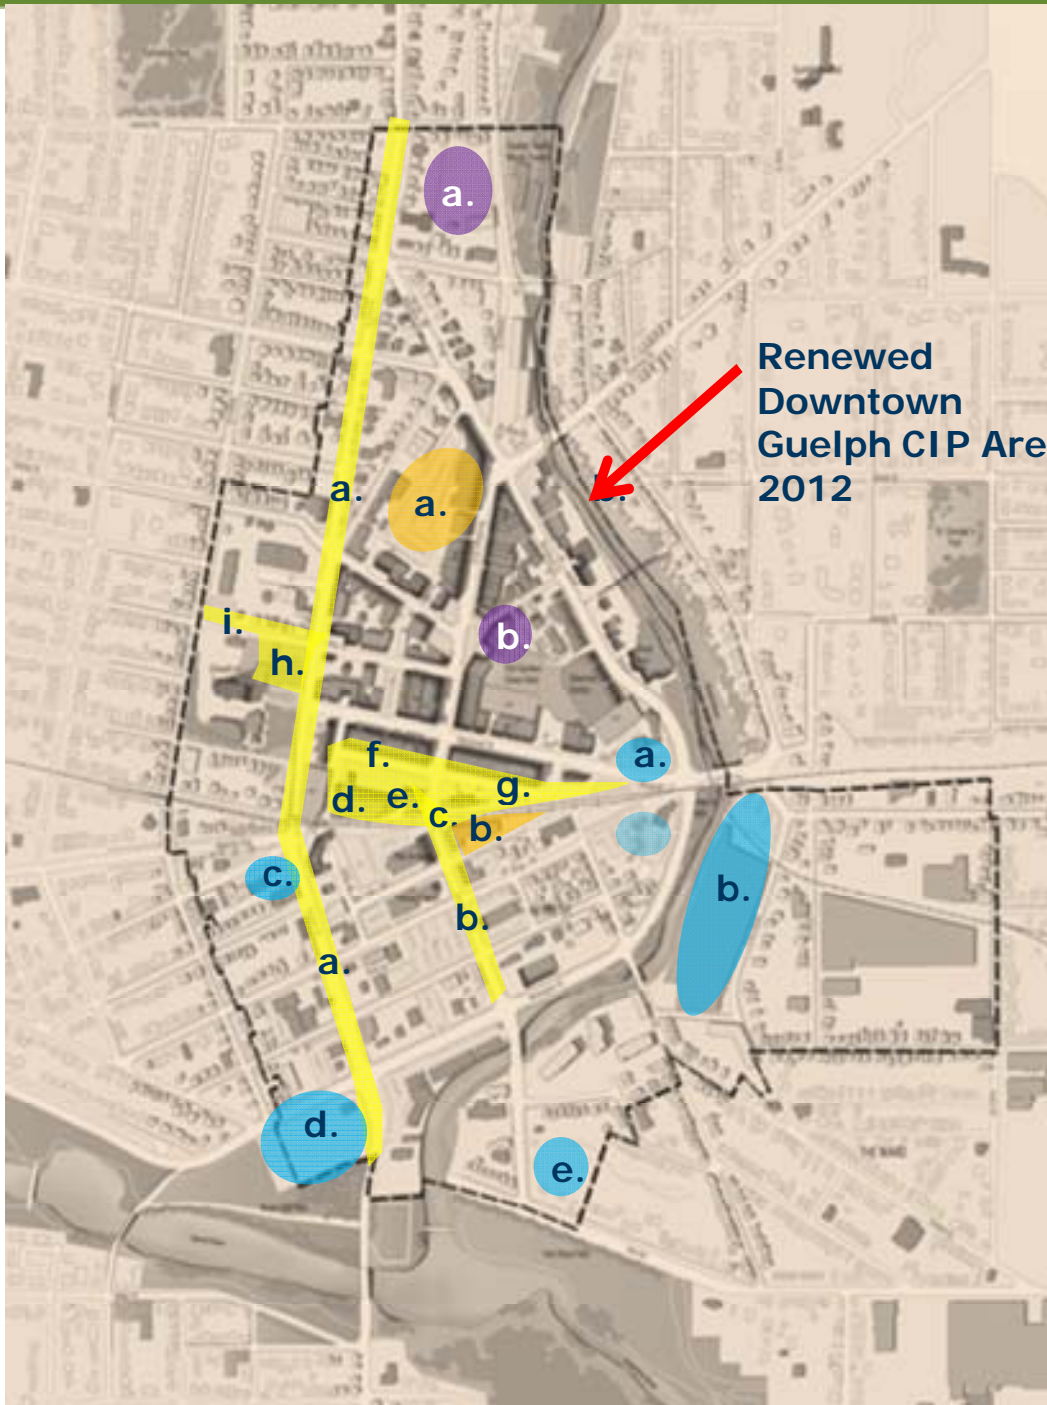 a.
Renewed
Downtown
Guelph CIP Are
2012
a.
a.
b.
b.
i.
h.
f.
a.
g.
d.
e.
c.
b.
c.
b.
b.
a.
d.
e.